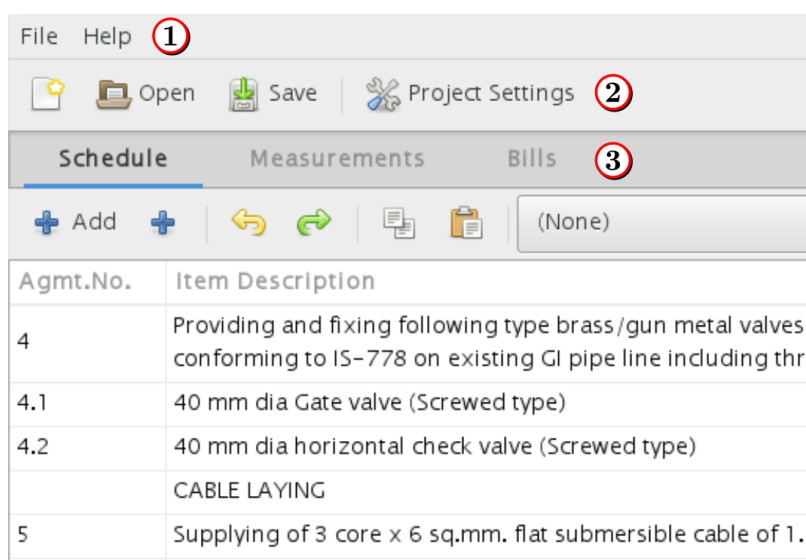 File Help 1
Open Save Project Settings 2
Schedule Measurements Bills 3
Add (None)
Agmt.No. Item Description
4 Providing and fixing following type brass/gun metal valves
conforming to IS-778 on existing GI pipe line including thr
4.1 40 mm dia Gate valve (Screwed type)
4.2 40 mm dia horizontal check valve (Screwed type)
CABLE LAYING
5 Supplying of 3 core x 6 sq.mm. flat submersible cable of 1.